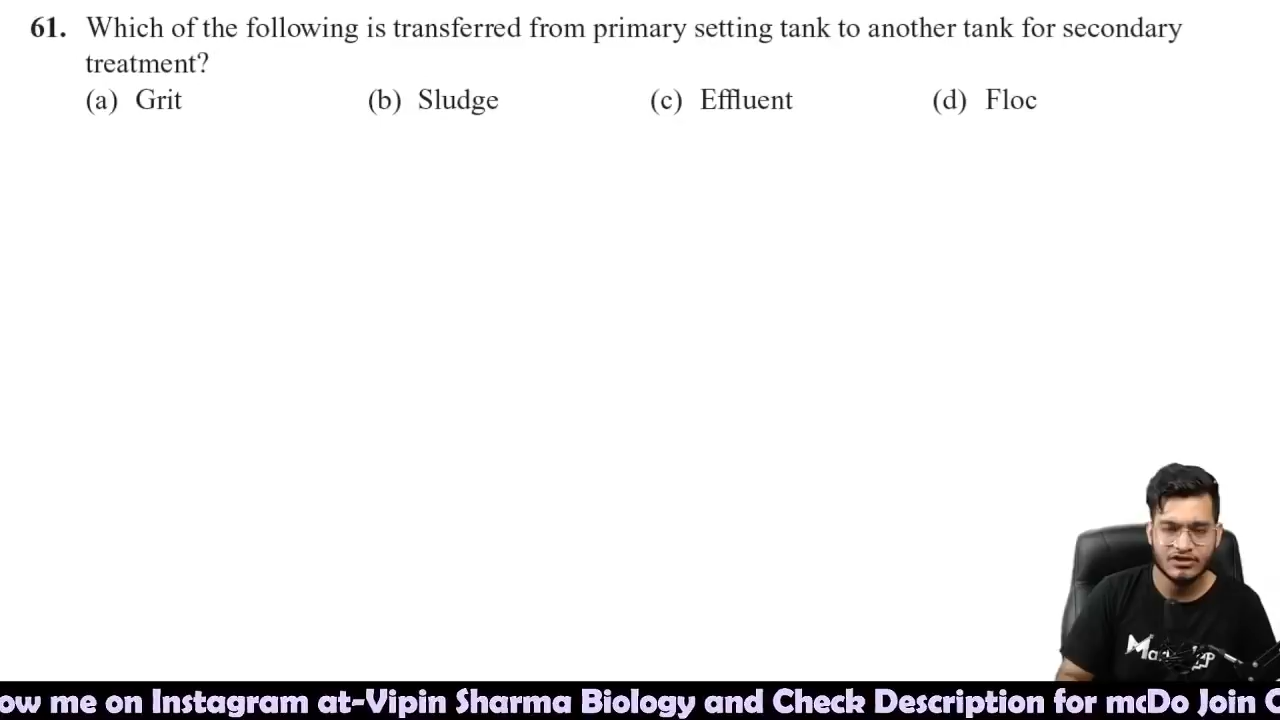 61. Which of the following is transferred from primary setting tank to another tank for secondary
treatment?
(a) Grit (b) Sludge (c) Effluent (d) Floc
ow me on Instagram at-Vipin Sharma Biology and Check Description for mcDo Join